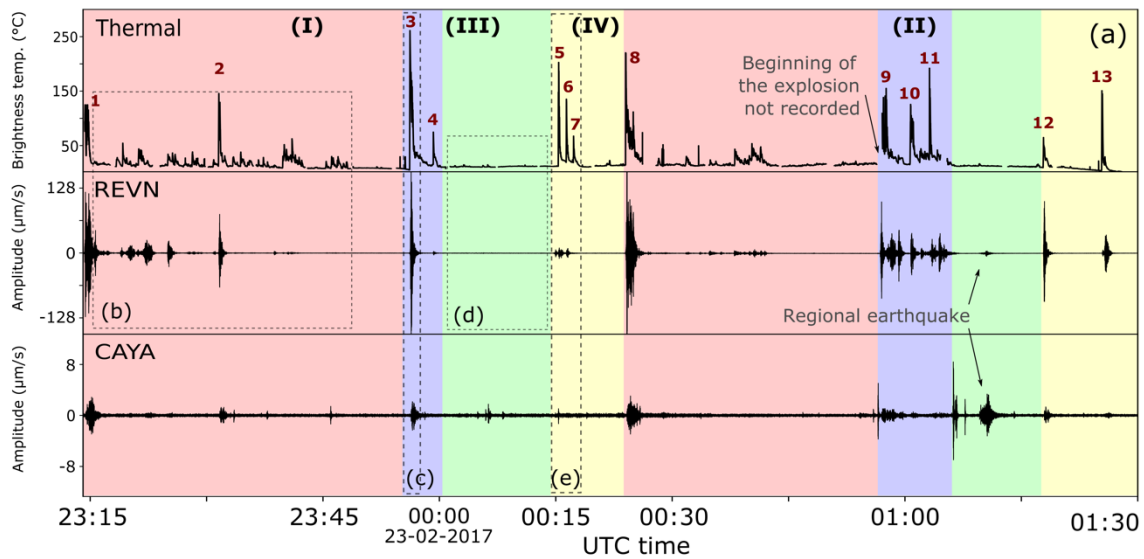 Thermal
(I)
3
(III)
(IV)
(II)
(a)
Brightness temp. (°C)
250
150
50
1
2
4
5
6
7
8
Beginning of
the explosion
not recorded
9
10
11
12
13
REVN
Amplitude (µm/s)
128
0
-128
(b)
(d)
Regional earthquake
CAYA
Amplitude (µm/s)
8
0
-8
(c)
(e)
23:15
23:45
00:00
00:15
00:30
01:00
01:30
23-02-2017
UTC time